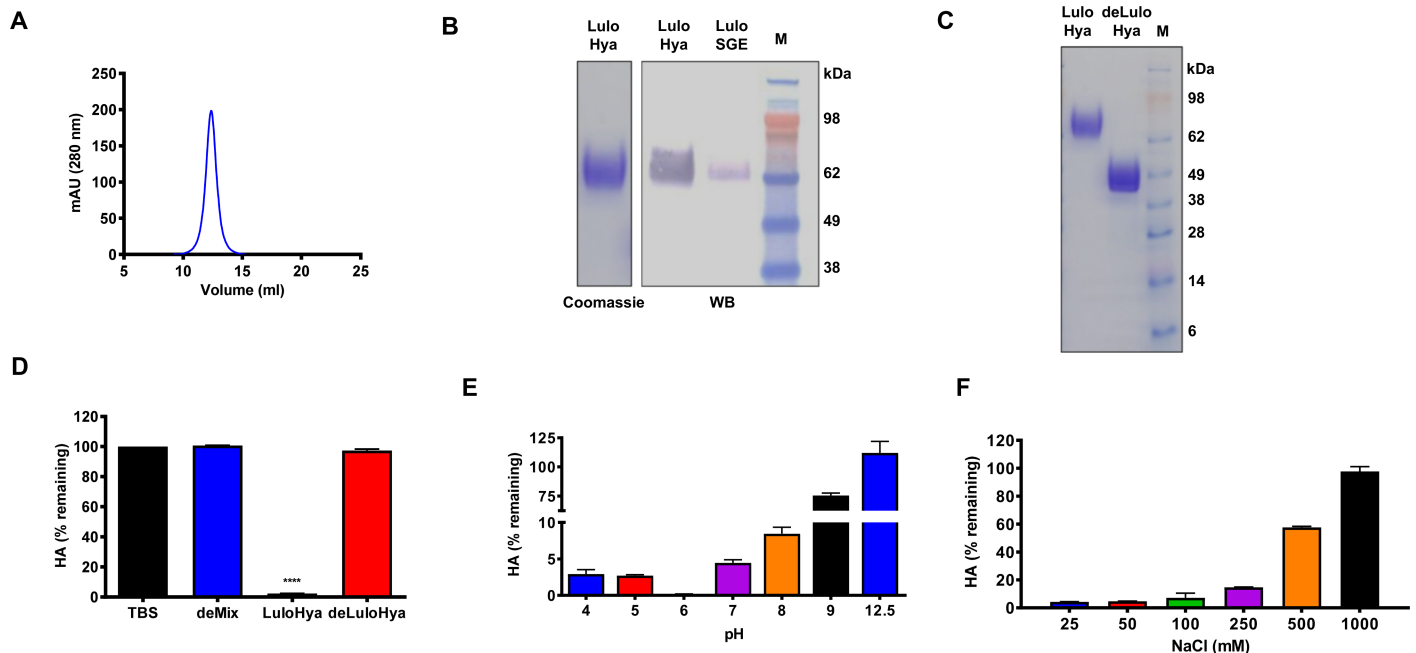 A
mAU (280 nm)
250
200
150
100
50
0
5 10 15 20 25
Volume (ml)
B
Lulo Lulo Lulo
Hya Hya SGE M
kDa
98
62
49
38
Coomassie WB
C
Lulo deLulo
Hya Hya M
kDa
98
62
49
38
28
14
6
D
HA (% remaining)
120
100
80
60
40
20
0
****
TBS deMix LuloHya deLuloHya
E
HA (% remaining)
125
100
75
10
5
0
4 5 6 7 8 9 12.5
pH
F
HA (% remaining)
120
100
80
60
40
20
0
25 50 100 250 500 1000
NaCl (mM)